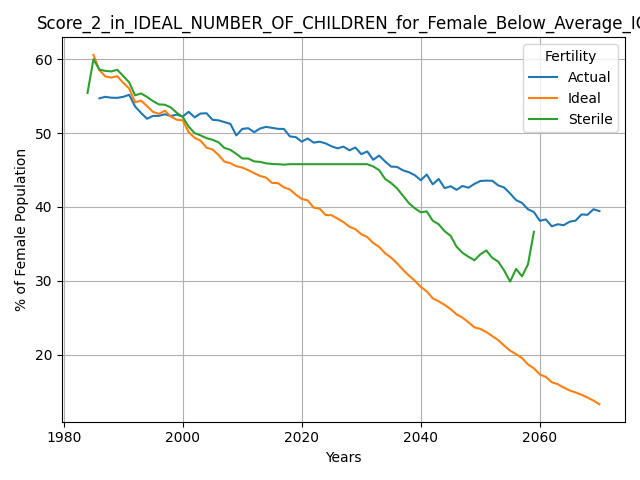 Score_2_in_IDEAL_NUMBER_OF_CHILDREN_for_Female_Below_Average_IQ
Fertility
Actual
Ideal
Sterile
% of Female Population
60
50
40
30
20
1980
2000
2020
2040
2060
Years